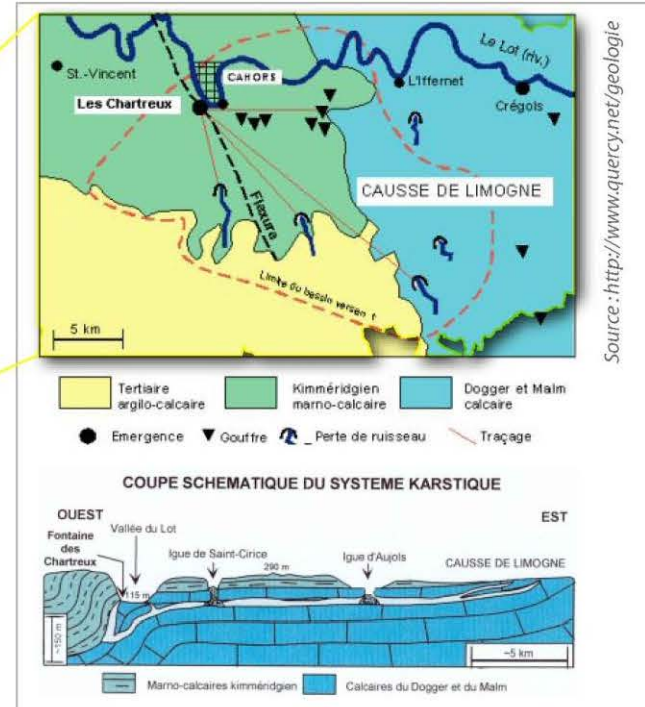 Le Lot (riv.)
St.-Vincent
CAHORS
L'Iffernet
Les Chartreux
Crégols
CAUSSE DE LIMOGNE
Flexura
Limite du bassin versen t
5 km
Source : http://www.quercy.net/geologie
Tertiaire
argilo-calcaire
Kimméridgien
marno-calcaire
Dogger et Malm
calcaire
Emergence
Gouffre
_ Perte de ruisseau
Traçage
COUPE SCHEMATIQUE DU SYSTEME KARSTIQUE
OUEST
EST
Fontaine
des
Chartreux
Vallée du Lot
Igue de Saint-Cirice
Igue d'Aujols
CAUSSE DE LIMOGNE
290 m
115 m
~150 m
~5 km
Marno-calcaires kimméridgien
Calcaires du Dogger et du Malm